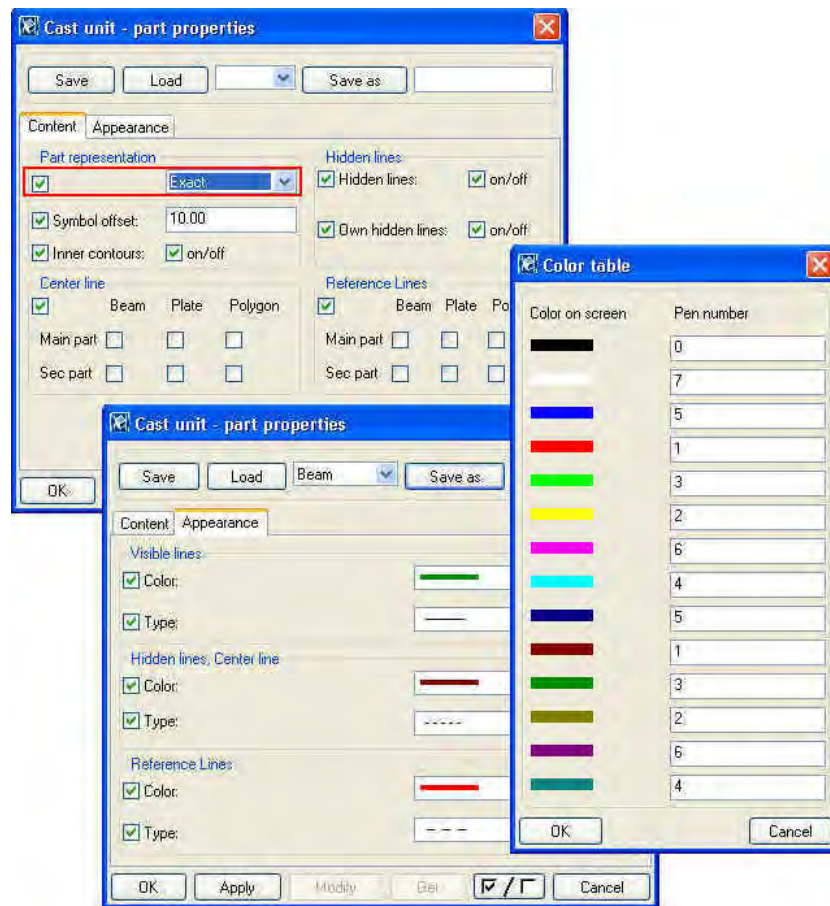 Cast unit - part properties
Save Load Save as
Content Appearance
Part representation
Exact
Symbol offset: 10.00
Inner contours: on/off
Hidden lines
Hidden lines: on/off
Own hidden lines: on/off
Center line
Beam Plate Polygon
Main part
Sec part
Reference Lines
Beam Plate Po
Main part
Sec part
OK
Cast unit - part properties
Save Load Beam Save as
Content Appearance
Visible lines
Color:
Type:
Hidden lines, Center line
Color:
Type:
Reference Lines
Color:
Type:
OK Apply Modify Get Cancel
Color table
Color on screen Pen number
0
7
5
1
3
2
6
4
5
1
3
2
6
4
OK Cancel